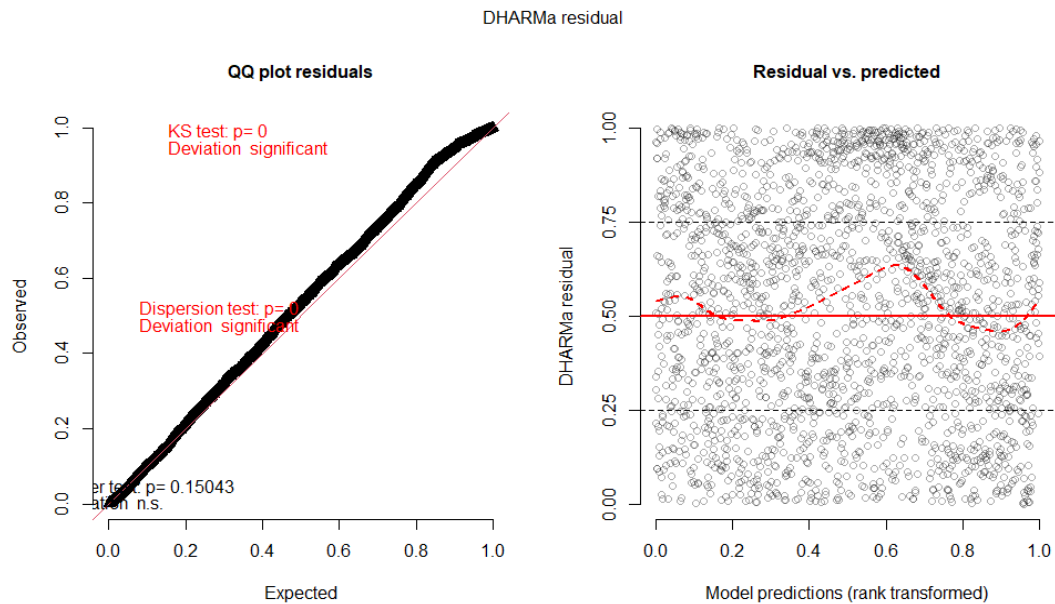 DHARMa residual
QQ plot residuals
KS test: p= 0
Deviation significant
Dispersion test: p= 0
Deviation significant
er test: p= 0.15043
ation n.s.
Observed
0.0 0.2 0.4 0.6 0.8 1.0
0.0 0.2 0.4 0.6 0.8 1.0
Expected
Residual vs. predicted
DHARMa residual
0.00 0.25 0.50 0.75 1.00
0.0 0.2 0.4 0.6 0.8 1.0
Model predictions (rank transformed)